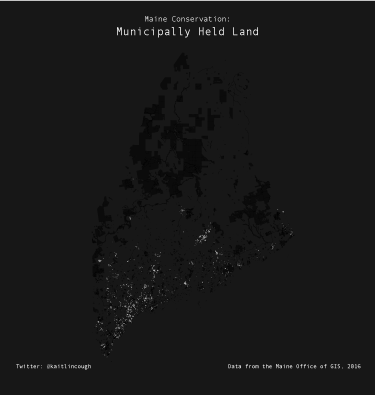 Maine Conservation:
Municipally Held Land
Twitter: @kaitlincough
Data from the Maine Office of GIS, 2016